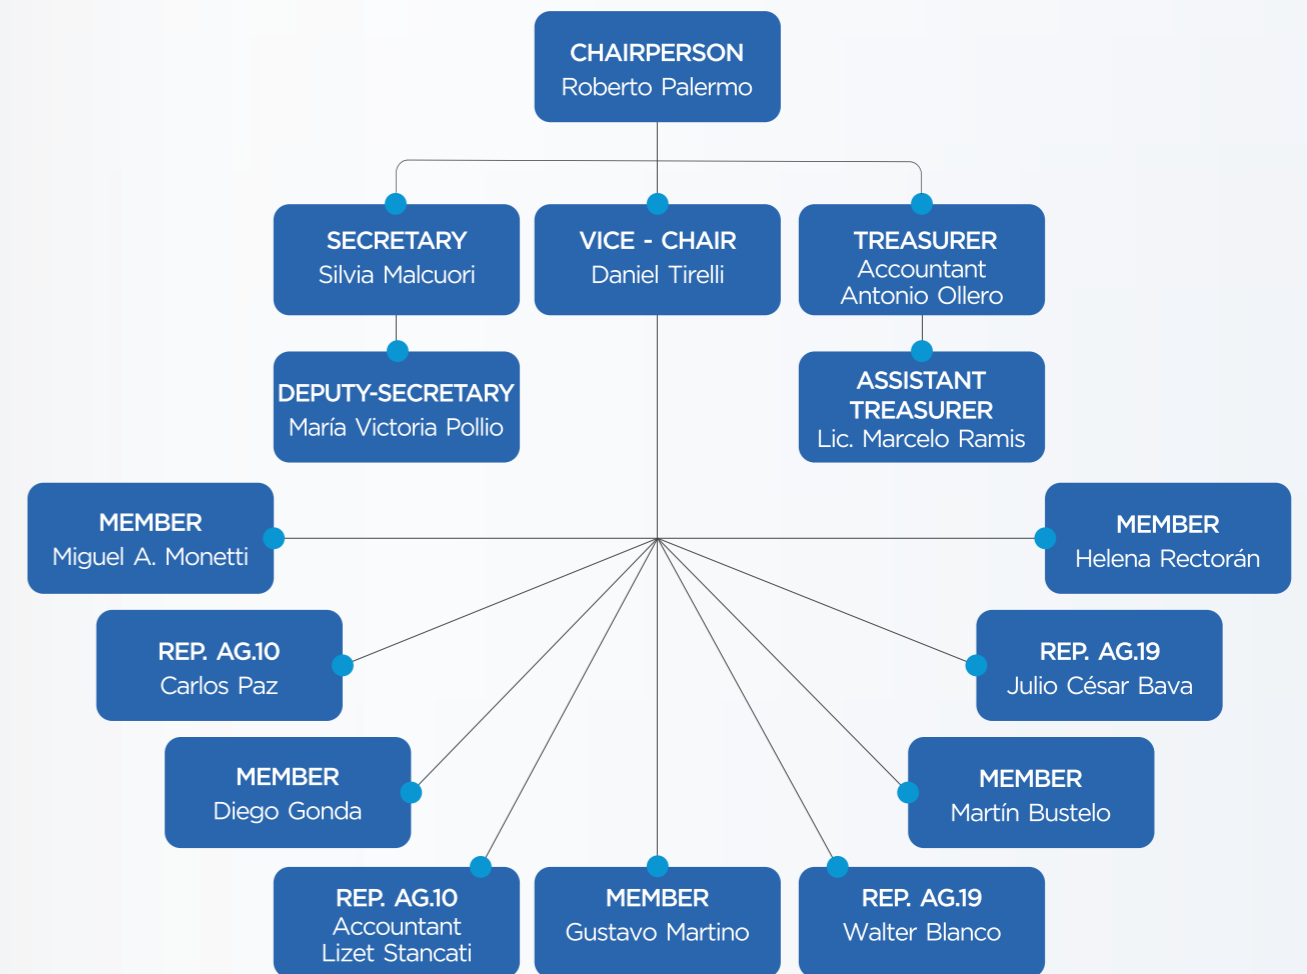 CHAIRPERSON
Roberto Palermo
SECRETARY
Silvia Malcuori
VICE - CHAIR
Daniel Tirelli
TREASURER
Accountant
Antonio Ollero
DEPUTY-SECRETARY
María Victoria Pollio
ASSISTANT
TREASURER
Lic. Marcelo Ramis
MEMBER
Miguel A. Monetti
MEMBER
Helena Rectorán
REP. AG.10
Carlos Paz
REP. AG.19
Julio César Bava
MEMBER
Diego Gonda
MEMBER
Martín Bustelo
REP. AG.10
Accountant
Lizet Stancati
MEMBER
Gustavo Martino
REP. AG.19
Walter Blanco